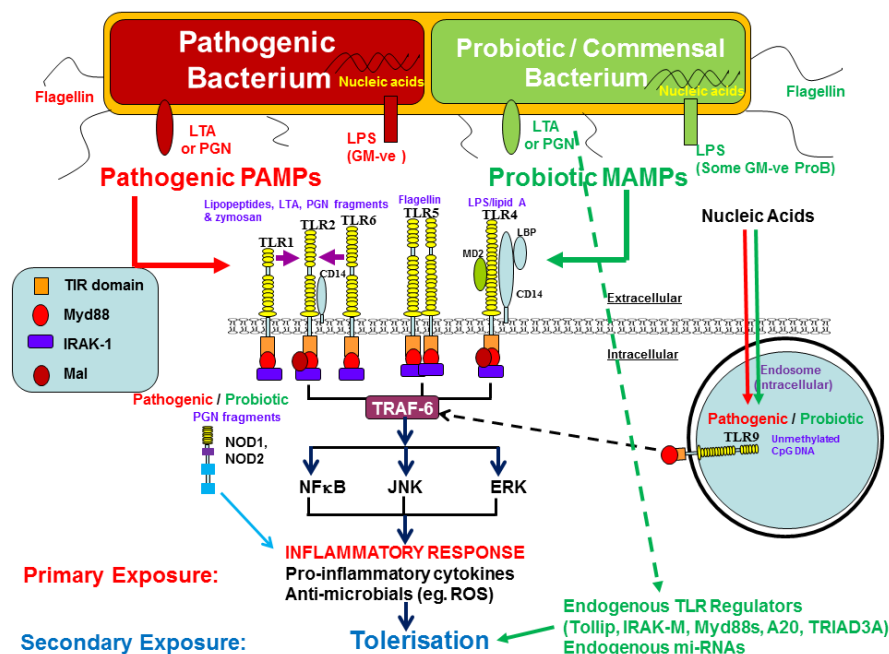 Pathogenic
Bacterium
Nucleic acids
Probiotic / Commensal
Bacterium
Nucleic acids
Flagellin
Flagellin
LTA
or PGN
LPS
(GM-ve )
LTA
or PGN
LPS
(Some GM-ve ProB)
Pathogenic PAMPs
Probiotic MAMPs
Lipopeptides, LTA, PGN fragments
& zymosan
TLR1
TLR2
TLR6
CD14
Flagellin
TLR5
LPS/lipid A
TLR4
LBP
MD2
CD14
Nucleic Acids
TIR domain
Myd88
IRAK-1
Mal
Extracellular
Intracellular
Endosome
(intracellular)
Pathogenic / Probiotic
TLR9
Unmethylated
CpG DNA
Pathogenic / Probiotic
PGN fragments
NOD1,
NOD2
TRAF-6
NFκB
JNK
ERK
INFLAMMATORY RESPONSE
Primary Exposure:
Pro-inflammatory cytokines
Anti-microbials (eg. ROS)
Secondary Exposure:
Tolerisation
Endogenous TLR Regulators
(Tollip, IRAK-M, Myd88s, A20, TRIAD3A)
Endogenous mi-RNAs